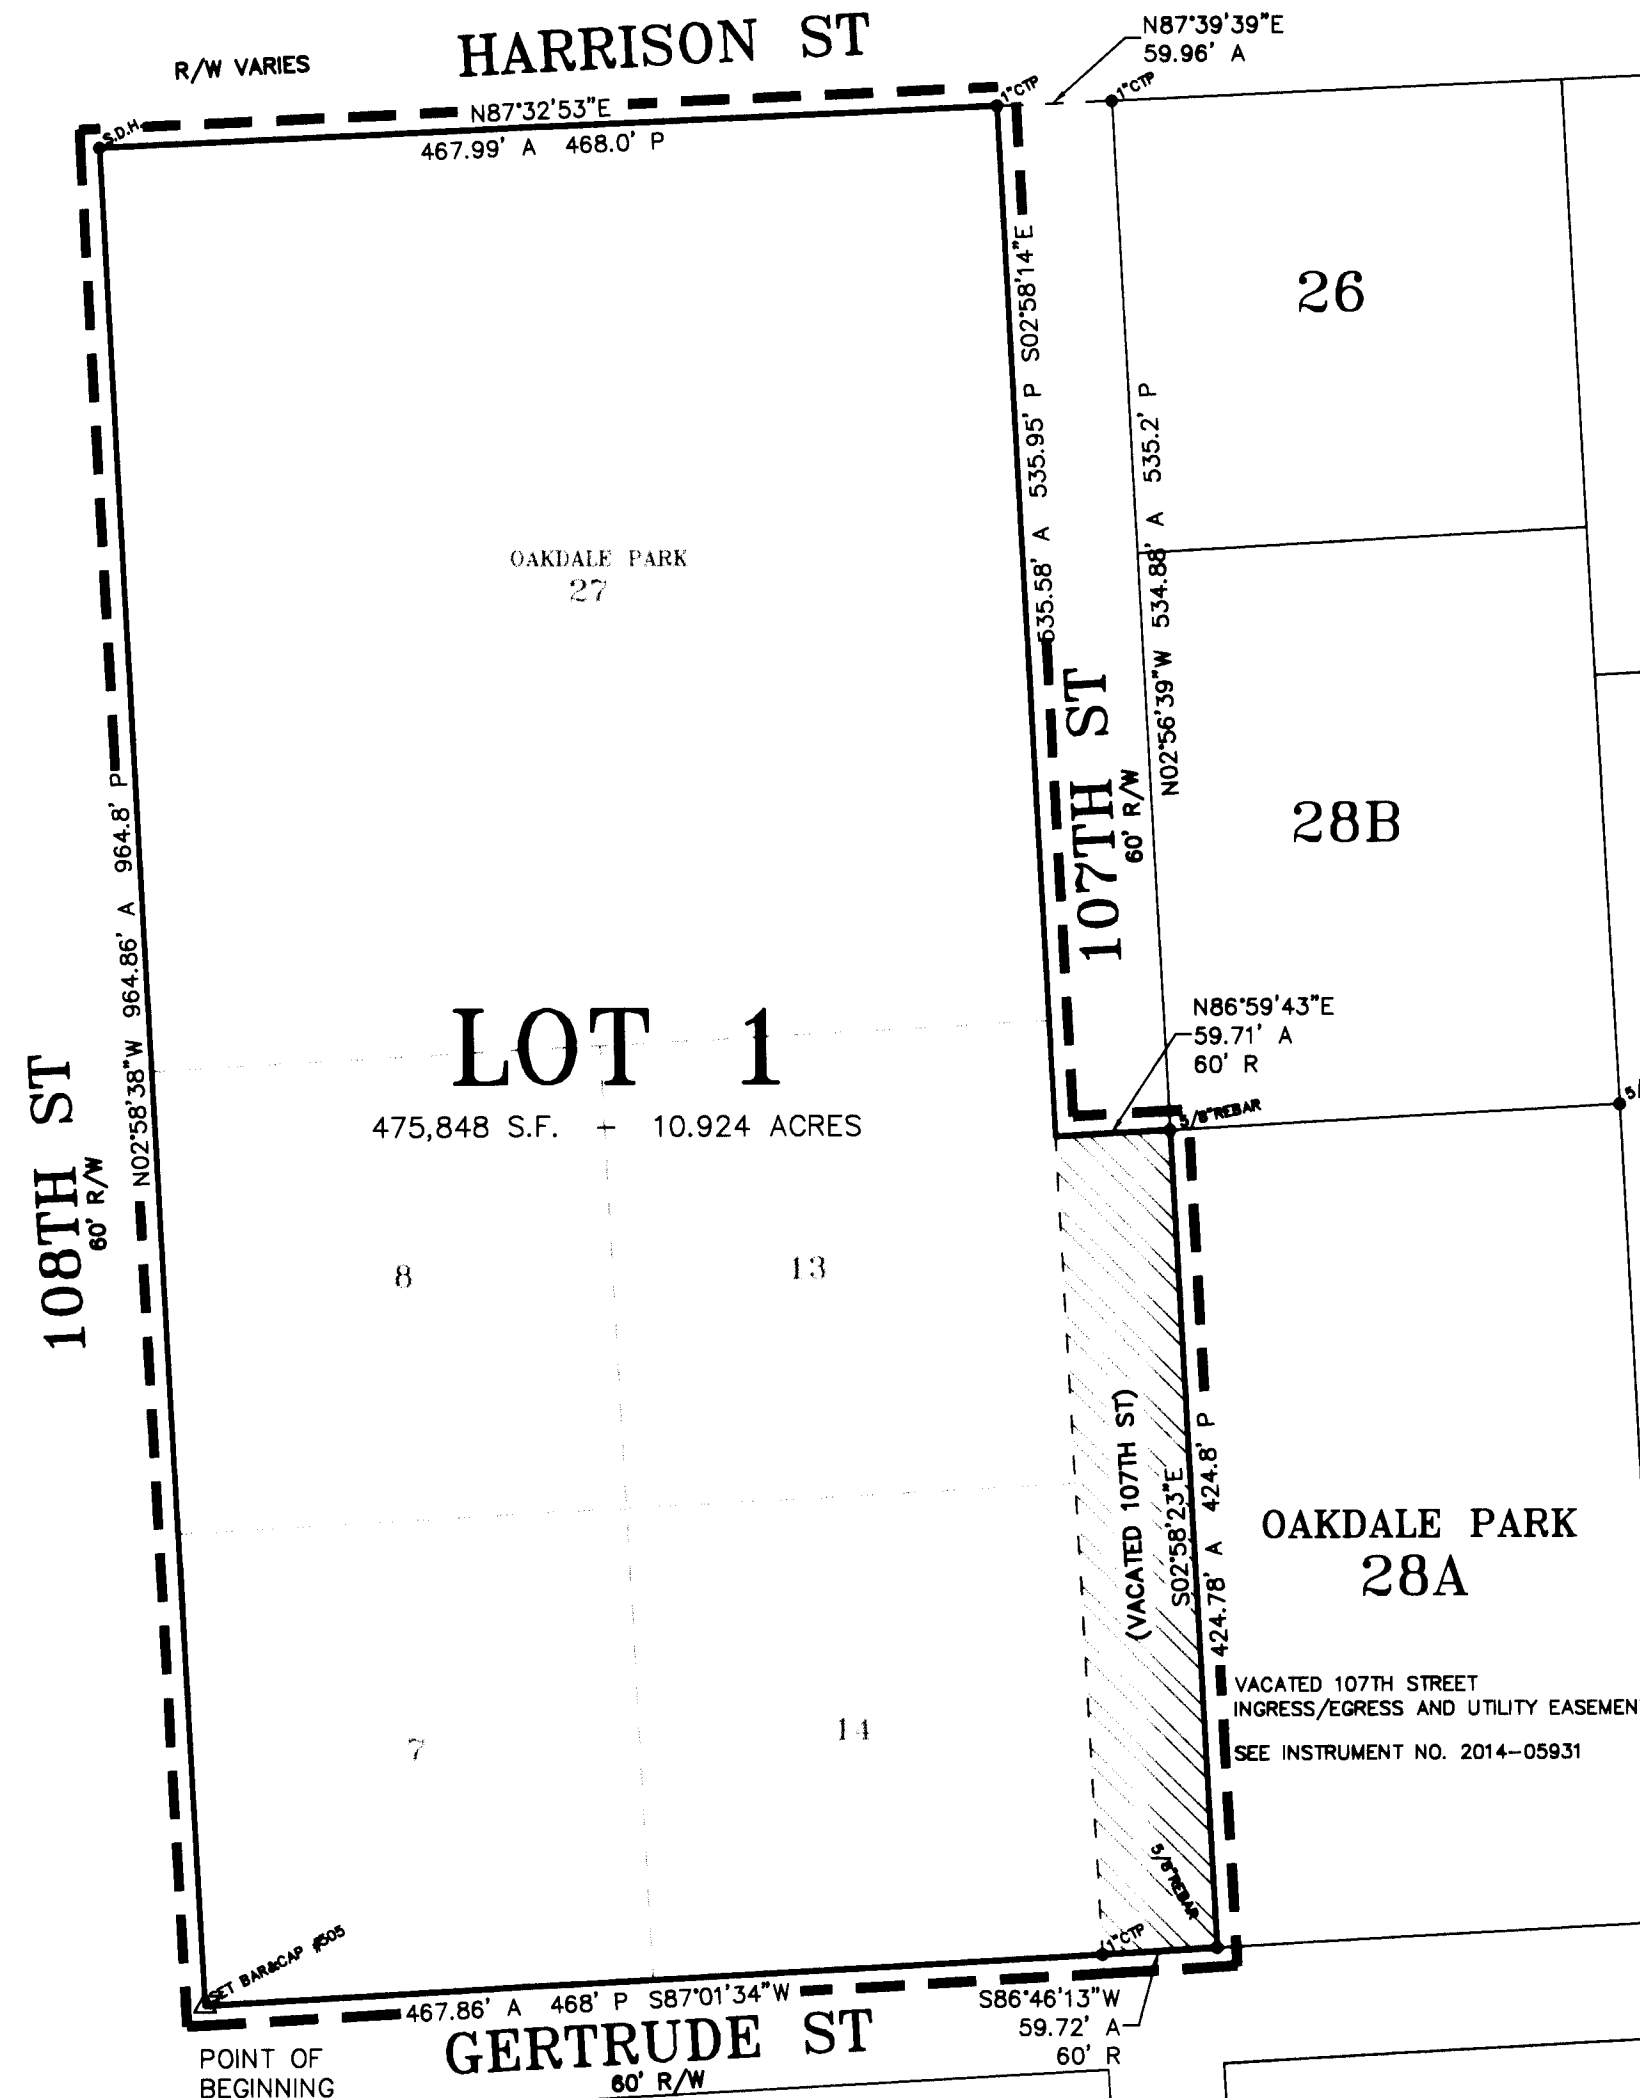 HARRISON ST
R/W VARIES
N87°39'39"E
59.96' A
1"CTP
1"CTP
S.D.H.
N87°32'53"E
467.99' A 468.0' P
535.58' A 535.95' P S02°58'14"E
N02°56'39"W 534.88' A 535.2' P
26
OAKDALE PARK
27
107TH ST
60' R/W
28B
N02°58'38"W 964.86' A 964.8' P
108TH ST
60' R/W
LOT 1
475,848 S.F. – 10.924 ACRES
N86°59'43"E
59.71' A
60' R
5/8"REBAR
5/
8
13
(VACATED 107TH ST)
S02°58'23"E
424.78' A 424.8' P
OAKDALE PARK
28A
VACATED 107TH STREET
INGRESS/EGRESS AND UTILITY EASEMEN
SEE INSTRUMENT NO. 2014-05931
7
14
5/8"REBAR
1"CTP
SET BAR&CAP #505
467.86' A 468' P S87°01'34"W
S86°46'13"W
59.72' A
60' R
GERTRUDE ST
60' R/W
POINT OF
BEGINNING